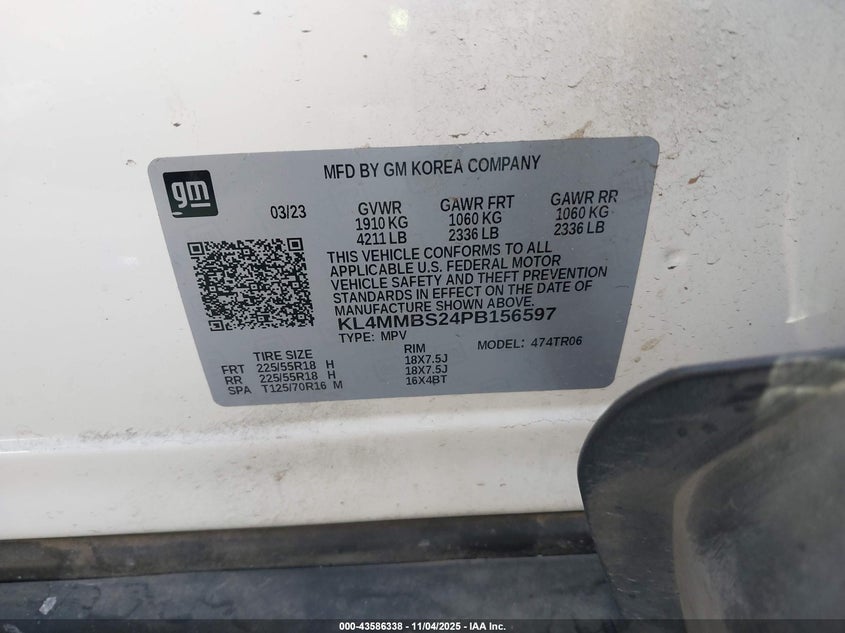 gm
MFD BY GM KOREA COMPANY
03/23
GVWR GAWR FRT GAWR RR
1910 KG 1060 KG 1060 KG
4211 LB 2336 LB 2336 LB
THIS VEHICLE CONFORMS TO ALL
APPLICABLE U.S. FEDERAL MOTOR
VEHICLE SAFETY AND THEFT PREVENTION
STANDARDS IN EFFECT ON THE DATE OF
MANUFACTURE SHOWN ABOVE.
KL4MMBS24PB156597
TYPE: MPV MODEL: 474TR06
TIRE SIZE RIM
FRT 225/55R18 H 18X7.5J
RR 225/55R18 H 18X7.5J
SPA T125/70R16 M 16X4BT
000-43586338 - 11/04/2025 - IAA Inc.